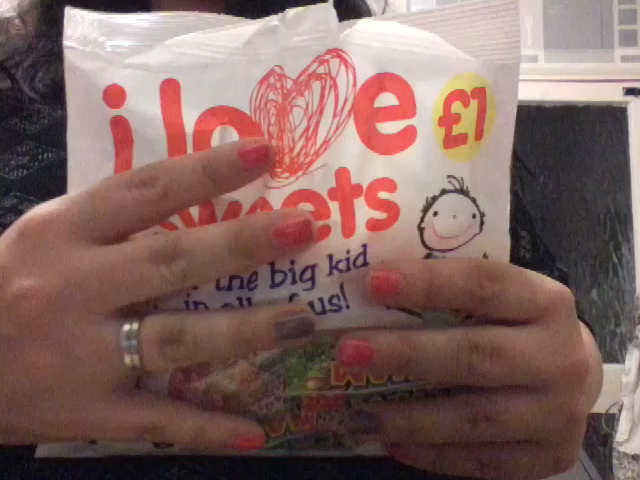 i love
£1
sweets
the big kid
in all of us!